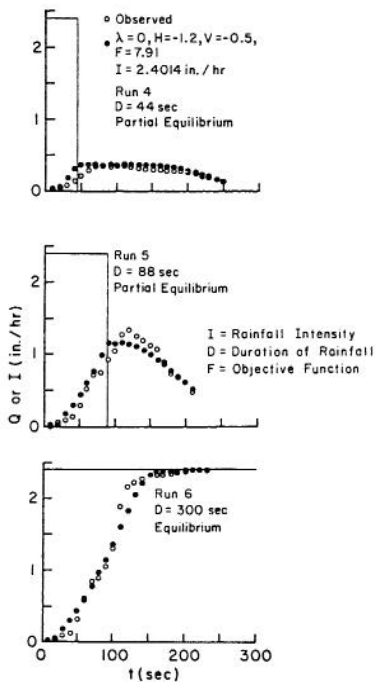 ○ Observed
● λ=0, H=-1.2, V=-0.5,
F=7.91
I = 2.4014 in./hr
Run 4
D = 44 sec
Partial Equilibrium
2
1
0
Run 5
D = 88 sec
Partial Equilibrium
I = Rainfall Intensity
D = Duration of Rainfall
F = Objective Function
Q or I (in./hr)
2
1
0
Run 6
D = 300 sec
Equilibrium
2
1
0
0 100 200 300
t (sec)